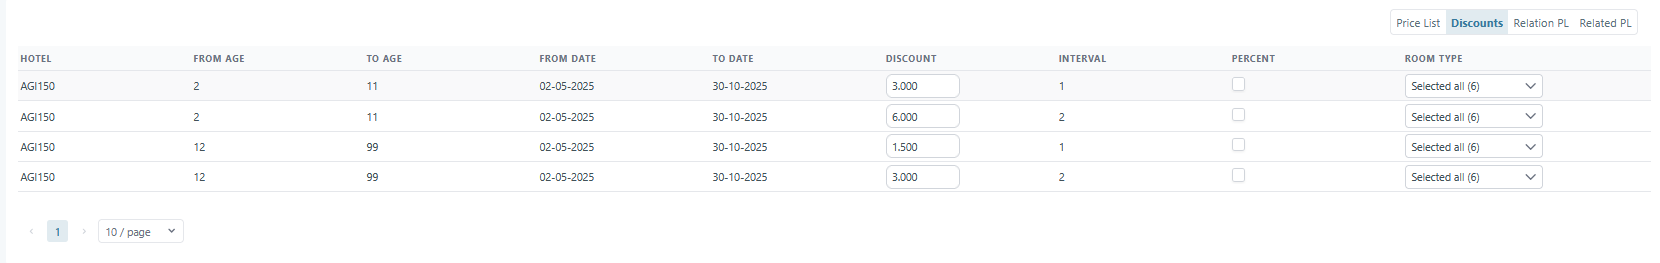 Price List Discounts Relation PL Related PL
HOTEL FROM AGE TO AGE FROM DATE TO DATE DISCOUNT INTERVAL PERCENT ROOM TYPE
AGI150 2 11 02-05-2025 30-10-2025 3.000 1 Selected all (6)
AGI150 2 11 02-05-2025 30-10-2025 6.000 2 Selected all (6)
AGI150 12 99 02-05-2025 30-10-2025 1.500 1 Selected all (6)
AGI150 12 99 02-05-2025 30-10-2025 3.000 2 Selected all (6)
‹ 1 › 10 / page